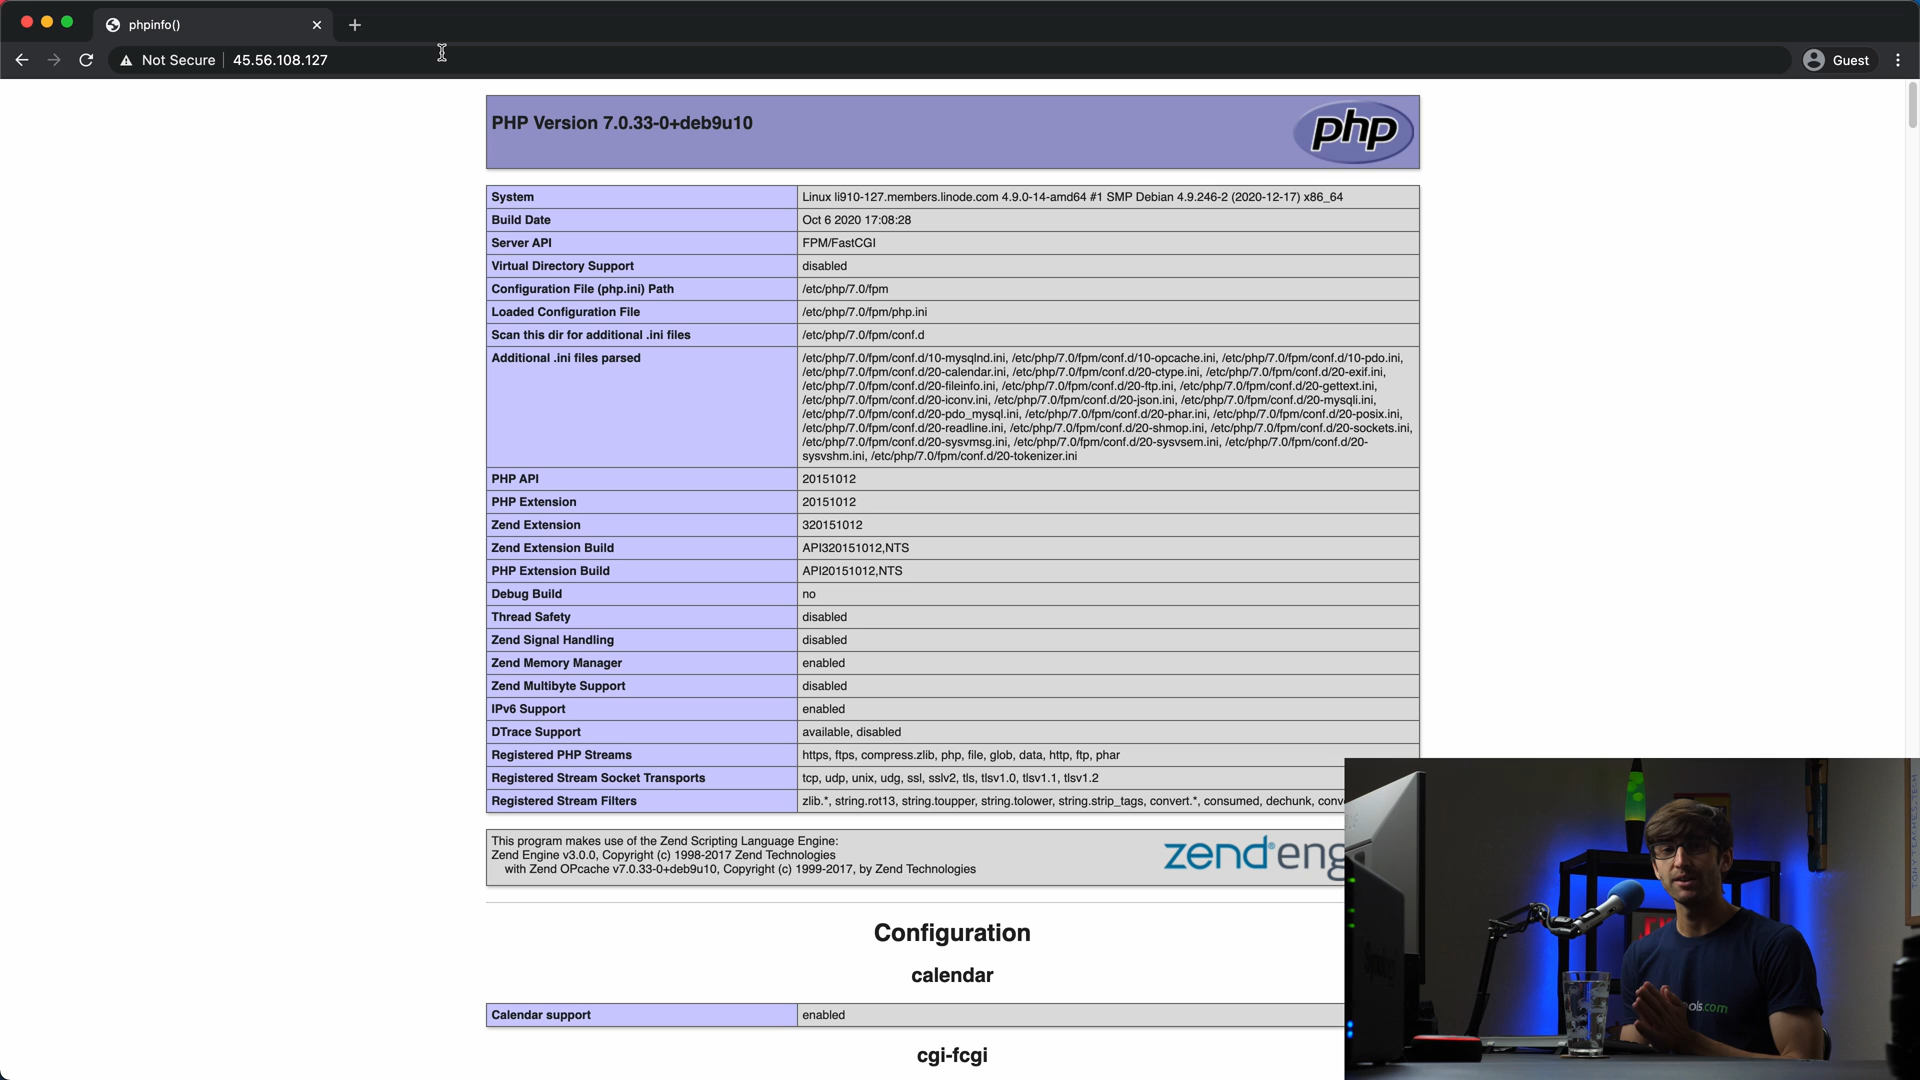 phpinfo()
Not Secure 45.56.108.127
Guest
PHP Version 7.0.33-0+deb9u10
php
System Linux li910-127.members.linode.com 4.9.0-14-amd64 #1 SMP Debian 4.9.246-2 (2020-12-17) x86_64
Build Date Oct 6 2020 17:08:28
Server API FPM/FastCGI
Virtual Directory Support disabled
Configuration File (php.ini) Path /etc/php/7.0/fpm
Loaded Configuration File /etc/php/7.0/fpm/php.ini
Scan this dir for additional .ini files /etc/php/7.0/fpm/conf.d
Additional .ini files parsed /etc/php/7.0/fpm/conf.d/10-mysqlnd.ini, /etc/php/7.0/fpm/conf.d/10-opcache.ini, /etc/php/7.0/fpm/conf.d/10-pdo.ini,
/etc/php/7.0/fpm/conf.d/20-calendar.ini, /etc/php/7.0/fpm/conf.d/20-ctype.ini, /etc/php/7.0/fpm/conf.d/20-exif.ini,
/etc/php/7.0/fpm/conf.d/20-fileinfo.ini, /etc/php/7.0/fpm/conf.d/20-ftp.ini, /etc/php/7.0/fpm/conf.d/20-gettext.ini,
/etc/php/7.0/fpm/conf.d/20-iconv.ini, /etc/php/7.0/fpm/conf.d/20-json.ini, /etc/php/7.0/fpm/conf.d/20-mysqli.ini,
/etc/php/7.0/fpm/conf.d/20-pdo_mysql.ini, /etc/php/7.0/fpm/conf.d/20-phar.ini, /etc/php/7.0/fpm/conf.d/20-posix.ini,
/etc/php/7.0/fpm/conf.d/20-readline.ini, /etc/php/7.0/fpm/conf.d/20-shmop.ini, /etc/php/7.0/fpm/conf.d/20-sockets.ini,
/etc/php/7.0/fpm/conf.d/20-sysvmsg.ini, /etc/php/7.0/fpm/conf.d/20-sysvsem.ini, /etc/php/7.0/fpm/conf.d/20-
sysvshm.ini, /etc/php/7.0/fpm/conf.d/20-tokenizer.ini
PHP API 20151012
PHP Extension 20151012
Zend Extension 320151012
Zend Extension Build API320151012,NTS
PHP Extension Build API20151012,NTS
Debug Build no
Thread Safety disabled
Zend Signal Handling disabled
Zend Memory Manager enabled
Zend Multibyte Support disabled
IPv6 Support enabled
DTrace Support available, disabled
Registered PHP Streams https, ftps, compress.zlib, php, file, glob, data, http, ftp, phar
Registered Stream Socket Transports tcp, udp, unix, udg, ssl, sslv2, tls, tlsv1.0, tlsv1.1, tlsv1.2
Registered Stream Filters zlib.*, string.rot13, string.toupper, string.tolower, string.strip_tags, convert.*, consumed, dechunk, conv
This program makes use of the Zend Scripting Language Engine:
Zend Engine v3.0.0, Copyright (c) 1998-2017 Zend Technologies
with Zend OPcache v7.0.33-0+deb9u10, Copyright (c) 1999-2017, by Zend Technologies
zend eng
Configuration
calendar
Calendar support enabled
cgi-fcgi
ols.com